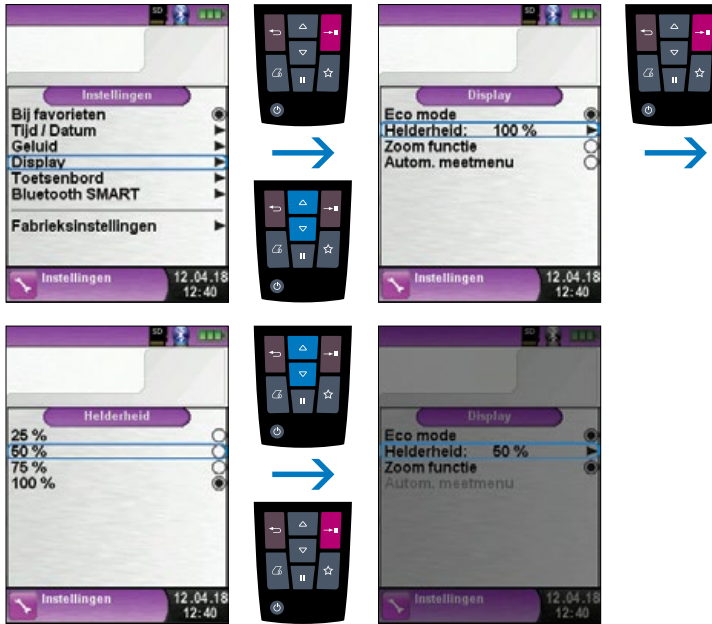 SD
Instellingen
Bij favorieten
Tijd / Datum
Geluid
Display
Toetsenbord
Bluetooth SMART
Fabrieksinstellingen
Instellingen
12.04.18
12:40
SD
Display
Eco mode
Helderheid: 100 %
Zoom functie
Autom. meetmenu
Instellingen
12.04.18
12:40
SD
Helderheid
25 %
50 %
75 %
100 %
Instellingen
12.04.18
12:40
SD
Display
Eco mode
Helderheid: 50 %
Zoom functie
Autom. meetmenu
Instellingen
12.04.18
12:40